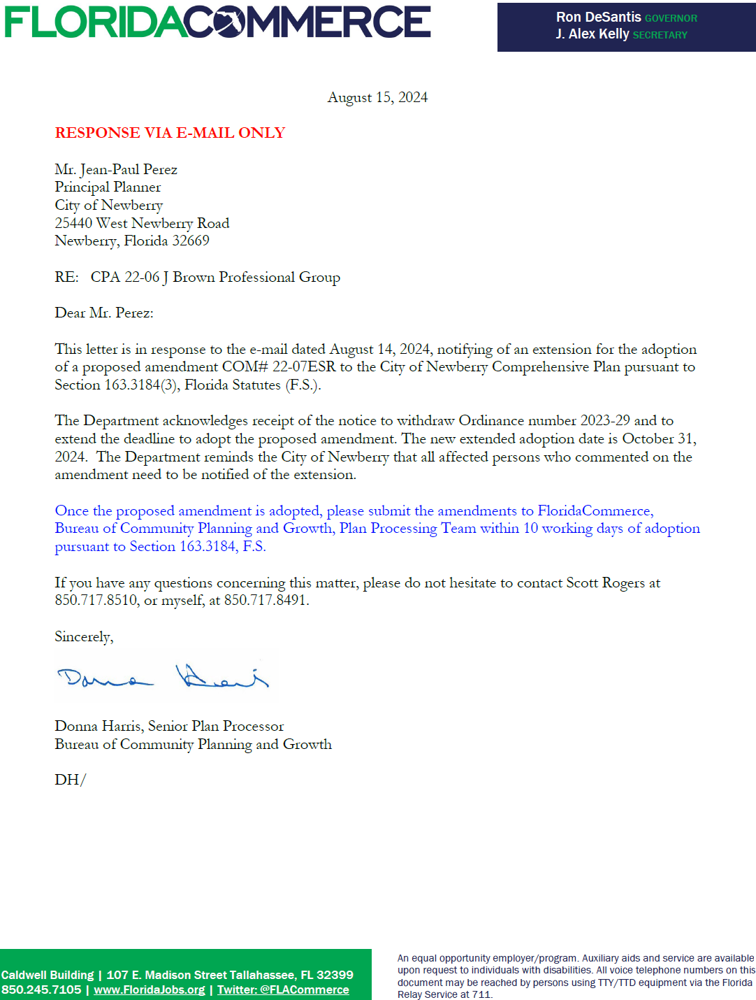 FLORIDACOMMERCE
Ron DeSantis GOVERNOR
J. Alex Kelly SECRETARY
August 15, 2024
RESPONSE VIA E-MAIL ONLY
Mr. Jean-Paul Perez
Principal Planner
City of Newberry
25440 West Newberry Road
Newberry, Florida 32669
RE: CPA 22-06 J Brown Professional Group
Dear Mr. Perez:
This letter is in response to the e-mail dated August 14, 2024, notifying of an extension for the adoption
of a proposed amendment COM# 22-07ESR to the City of Newberry Comprehensive Plan pursuant to
Section 163.3184(3), Florida Statutes (F.S.).
The Department acknowledges receipt of the notice to withdraw Ordinance number 2023-29 and to
extend the deadline to adopt the proposed amendment. The new extended adoption date is October 31,
2024. The Department reminds the City of Newberry that all affected persons who commented on the
amendment need to be notified of the extension.
Once the proposed amendment is adopted, please submit the amendments to FloridaCommerce,
Bureau of Community Planning and Growth, Plan Processing Team within 10 working days of adoption
pursuant to Section 163.3184, F.S.
If you have any questions concerning this matter, please do not hesitate to contact Scott Rogers at
850.717.8510, or myself, at 850.717.8491.
Sincerely,
Donna Harris
Donna Harris, Senior Plan Processor
Bureau of Community Planning and Growth
DH/
Caldwell Building | 107 E. Madison Street Tallahassee, FL 32399
850.245.7105 | www.FloridaJobs.org | Twitter: @FLACommerce
An equal opportunity employer/program. Auxiliary aids and service are available
upon request to individuals with disabilities. All voice telephone numbers on this
document may be reached by persons using TTY/TTD equipment via the Florida
Relay Service at 711.